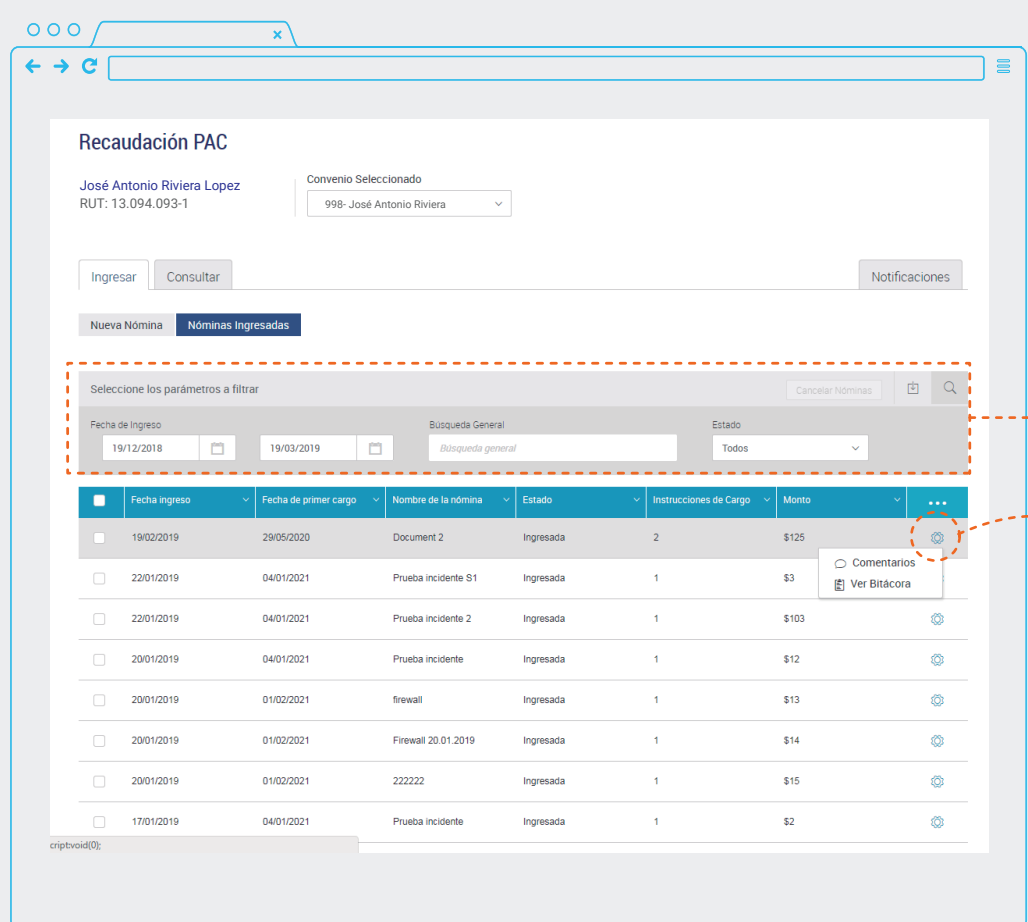 Recaudación PAC
José Antonio Riviera Lopez
RUT: 13.094.093-1
Convenio Seleccionado
998- José Antonio Riviera
Ingresar Consultar Notificaciones
Nueva Nómina Nóminas Ingresadas
Seleccione los parámetros a filtrar Cancelar Nóminas
Fecha de Ingreso Búsqueda General Estado
19/12/2018 19/03/2019 Búsqueda general Todos
Fecha ingreso Fecha de primer cargo Nombre de la nómina Estado Instrucciones de Cargo Monto
19/02/2019 29/05/2020 Document 2 Ingresada 2 $125
Comentarios
Ver Bitácora
22/01/2019 04/01/2021 Prueba incidente S1 Ingresada 1 $3
22/01/2019 04/01/2021 Prueba incidente 2 Ingresada 1 $103
20/01/2019 04/01/2021 Prueba incidente Ingresada 1 $12
20/01/2019 01/02/2021 firewall Ingresada 1 $13
20/01/2019 01/02/2021 Firewall 20.01.2019 Ingresada 1 $14
20/01/2019 01/02/2021 222222 Ingresada 1 $15
17/01/2019 04/01/2021 Prueba incidente Ingresada 1 $2
cript:void(0);